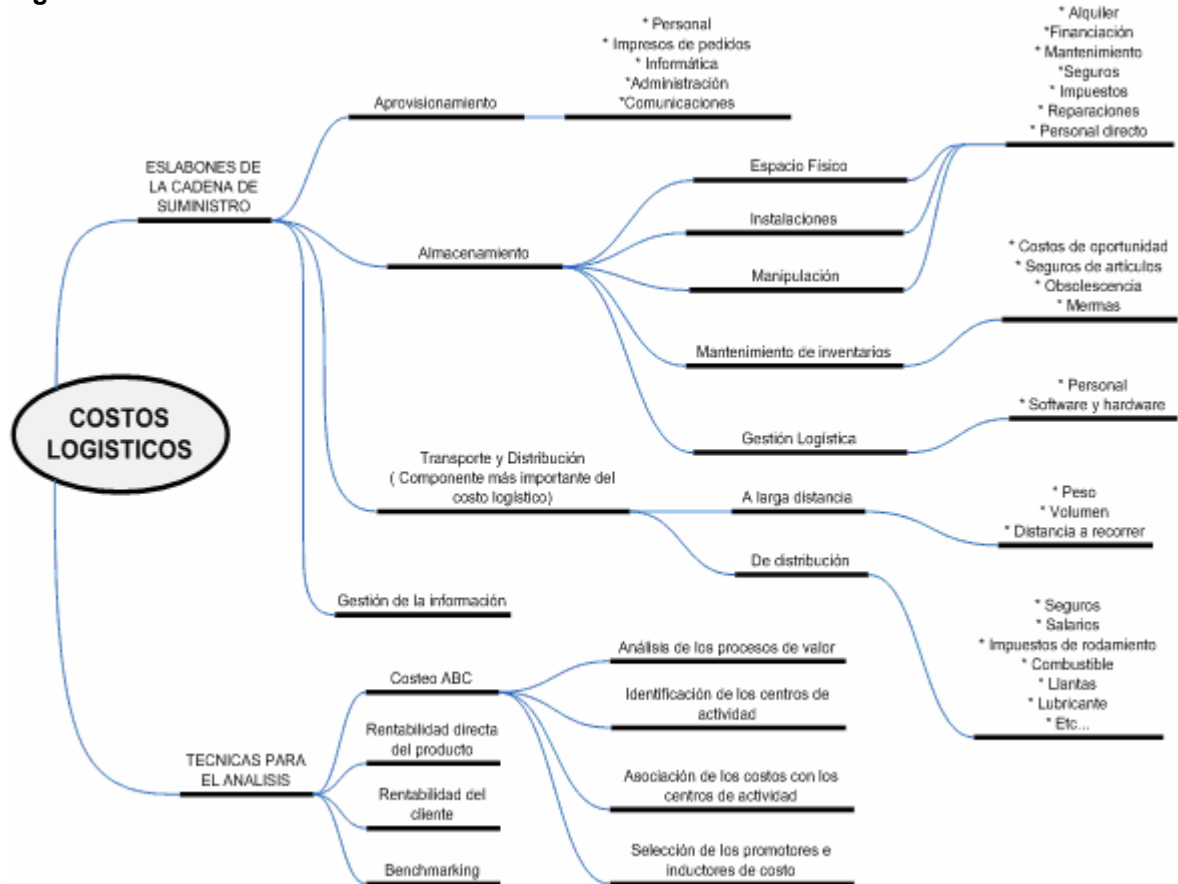 COSTOS
LOGISTICOS
ESLABONES DE
LA CADENA DE
SUMINISTRO
Aprovisionamiento
* Personal
* Impresos de pedidos
* Informática
*Administración
*Comunicaciones
Almacenamiento
Espacio Físico
Instalaciones
Manipulación
* Alquiler
*Financiación
* Mantenimiento
*Seguros
* Impuestos
* Reparaciones
* Personal directo
Mantenimiento de inventarios
* Costos de oportunidad
* Seguros de artículos
* Obsolescencia
* Mermas
Gestión Logística
* Personal
* Software y hardware
Transporte y Distribución
( Componente más importante del
costo logístico)
A larga distancia
* Peso
* Volumen
* Distancia a recorrer
De distribución
* Seguros
* Salarios
* Impuestos de rodamiento
* Combustible
* Llantas
* Lubricante
* Etc...
Gestión de la información
TECNICAS PARA
EL ANALISIS
Costeo ABC
Análisis de los procesos de valor
Identificación de los centros de
actividad
Asociación de los costos con los
centros de actividad
Selección de los promotores e
inductores de costo
Rentabilidad directa
del producto
Rentabilidad del
cliente
Benchmarking